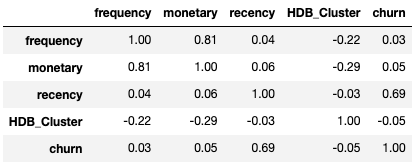 frequency monetary recency HDB_Cluster churn
frequency 1.00 0.81 0.04 -0.22 0.03
monetary 0.81 1.00 0.06 -0.29 0.05
recency 0.04 0.06 1.00 -0.03 0.69
HDB_Cluster -0.22 -0.29 -0.03 1.00 -0.05
churn 0.03 0.05 0.69 -0.05 1.00